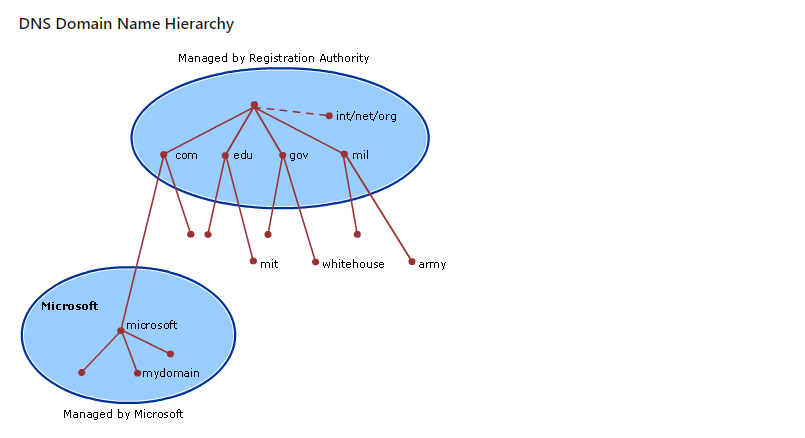 DNS Domain Name Hierarchy
Managed by Registration Authority
int/net/org
com
edu
gov
mil
mit
whitehouse
army
Microsoft
microsoft
mydomain
Managed by Microsoft